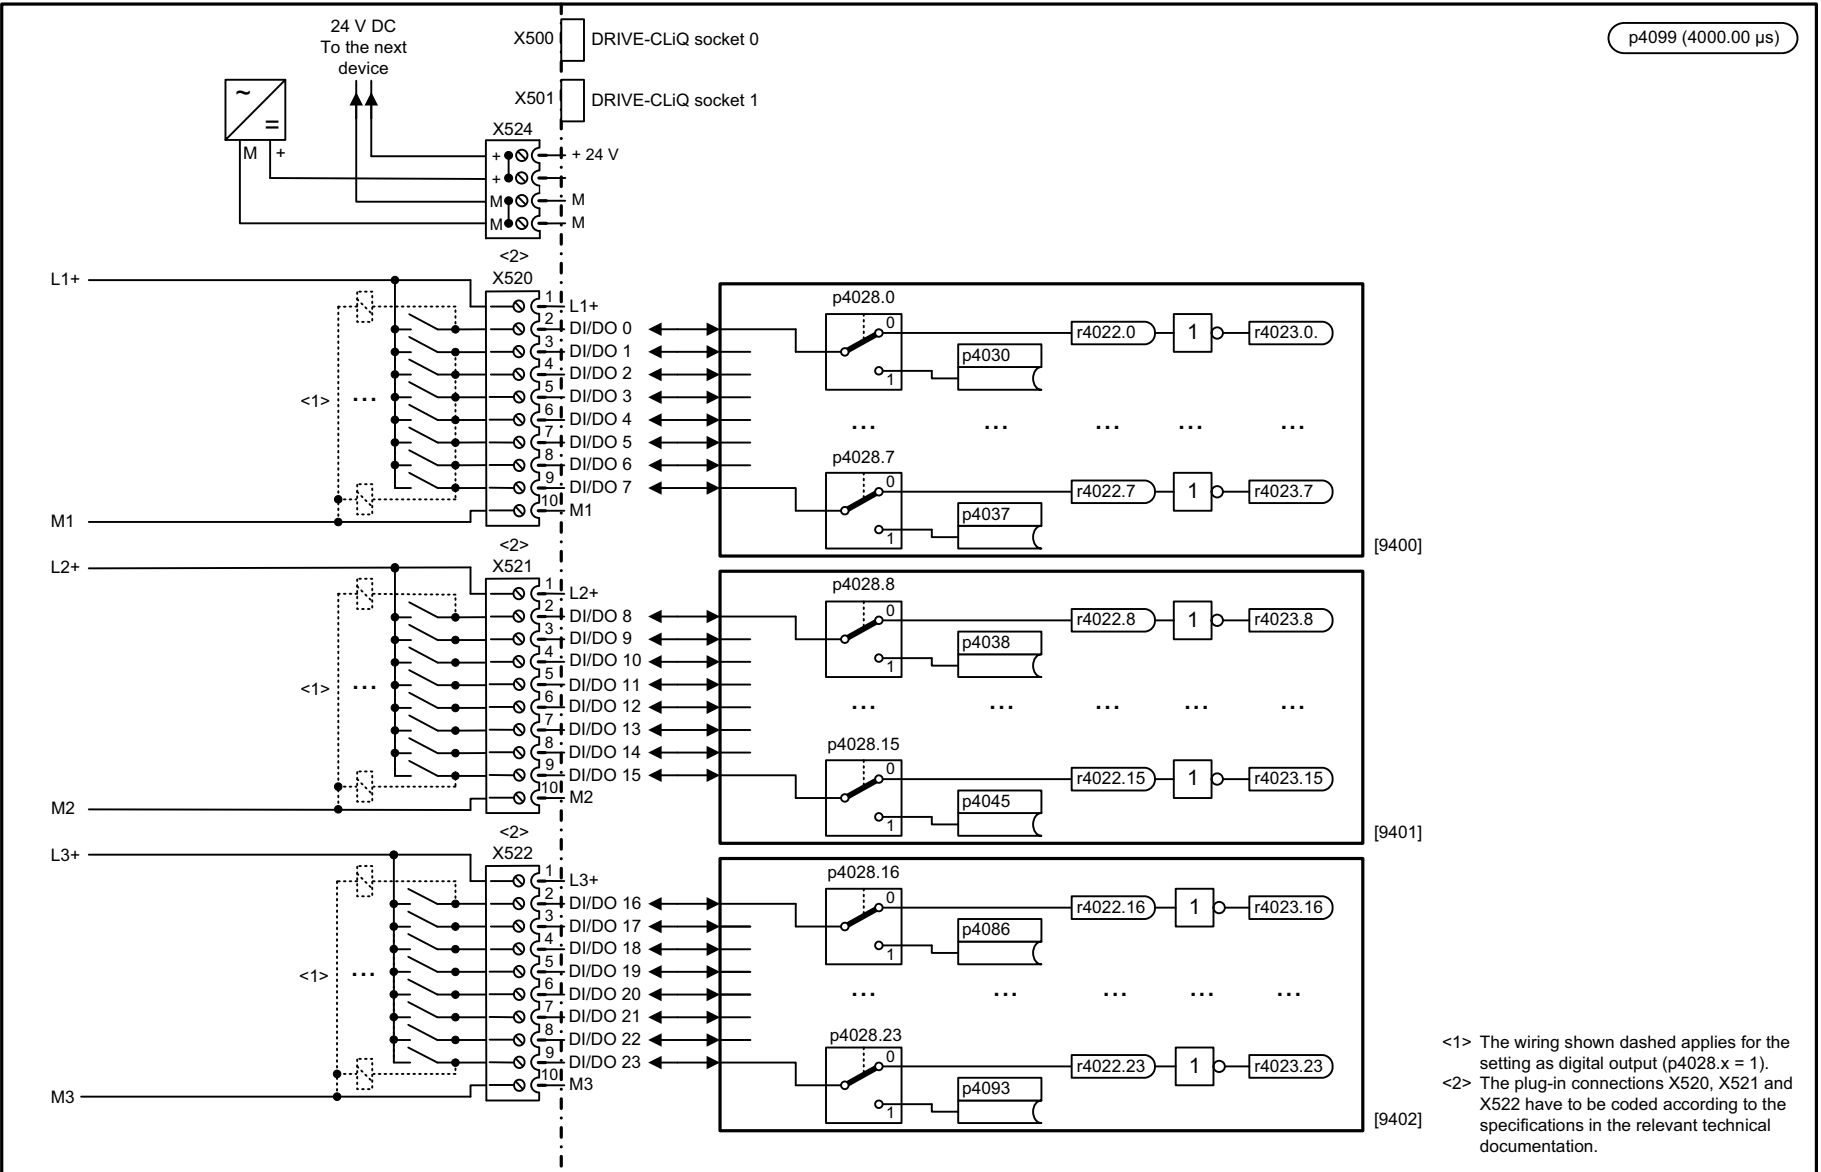 24 V DC
To the next
device
X500 DRIVE-CLiQ socket 0
p4099 (4000.00 µs)
X501 DRIVE-CLiQ socket 1
~
=
M +
X524
+ + 24 V
+
M M
M M
<2>
X520
L1+
1 L1+
2 DI/DO 0
3 DI/DO 1
4 DI/DO 2
5 DI/DO 3
6 DI/DO 4
7 DI/DO 5
8 DI/DO 6
9 DI/DO 7
10 M1
<1> ...
M1
p4028.0
0 r4022.0 1 r4023.0.
p4030
1
... ... ... ... ...
p4028.7
0 r4022.7 1 r4023.7
p4037
1
[9400]
<2>
X521
L2+
1 L2+
2 DI/DO 8
3 DI/DO 9
4 DI/DO 10
5 DI/DO 11
6 DI/DO 12
7 DI/DO 13
8 DI/DO 14
9 DI/DO 15
10 M2
<1> ...
M2
p4028.8
0 r4022.8 1 r4023.8
p4038
1
... ... ... ... ...
p4028.15
0 r4022.15 1 r4023.15
p4045
1
[9401]
<2>
X522
L3+
1 L3+
2 DI/DO 16
3 DI/DO 17
4 DI/DO 18
5 DI/DO 19
6 DI/DO 20
7 DI/DO 21
8 DI/DO 22
9 DI/DO 23
10 M3
<1> ...
M3
p4028.16
0 r4022.16 1 r4023.16
p4086
1
... ... ... ... ...
p4028.23
0 r4022.23 1 r4023.23
p4093
1
[9402]
<1> The wiring shown dashed applies for the
setting as digital output (p4028.x = 1).
<2> The plug-in connections X520, X521 and
X522 have to be coded according to the
specifications in the relevant technical
documentation.